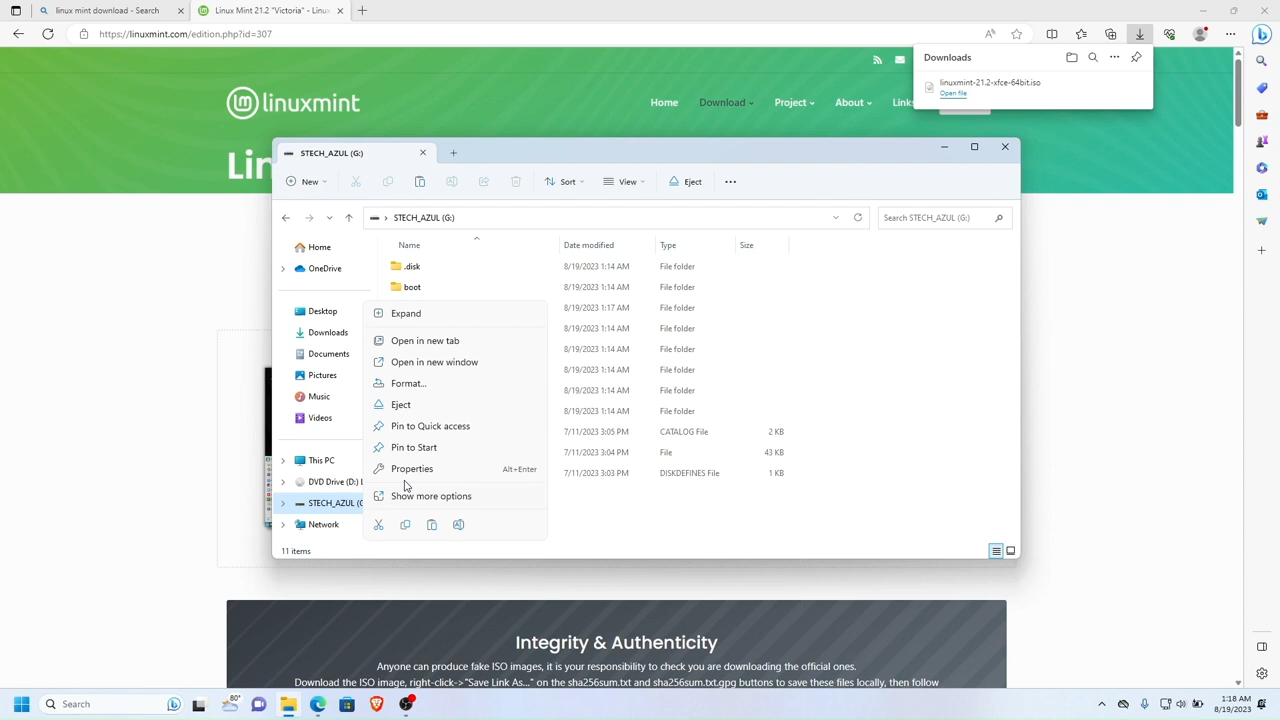 linux mint download - Search
Linux Mint 21.2 "Victoria" - Linu
https://linuxmint.com/edition.php?id=307
Downloads
linuxmint-21.2-xfce-64bit.iso
Open file
linuxmint
Home
Download
Project
About
Links
STECH_AZUL (G:)
New
Sort
View
Eject
STECH_AZUL (G:)
Search STECH_AZUL (G:)
Name
Date modified
Type
Size
Home
OneDrive
Desktop
Downloads
Documents
Pictures
Music
Videos
This PC
DVD Drive (D:) L
STECH_AZUL (G
Network
.disk 8/19/2023 1:14 AM File folder
boot 8/19/2023 1:14 AM File folder
8/19/2023 1:17 AM File folder
8/19/2023 1:14 AM File folder
8/19/2023 1:14 AM File folder
8/19/2023 1:14 AM File folder
8/19/2023 1:14 AM File folder
8/19/2023 1:14 AM File folder
7/11/2023 3:05 PM CATALOG File 2 KB
7/11/2023 3:04 PM File 43 KB
7/11/2023 3:03 PM DISKDEFINES File 1 KB
Expand
Open in new tab
Open in new window
Format...
Eject
Pin to Quick access
Pin to Start
Properties Alt+Enter
Show more options
11 items
Integrity & Authenticity
Anyone can produce fake ISO images, it is your responsibility to check you are downloading the official ones.
Download the ISO image, right-click->"Save Link As..." on the sha256sum.txt and sha256sum.txt.gpg buttons to save these files locally, then follow
80°
Search
1:18 AM
8/19/2023